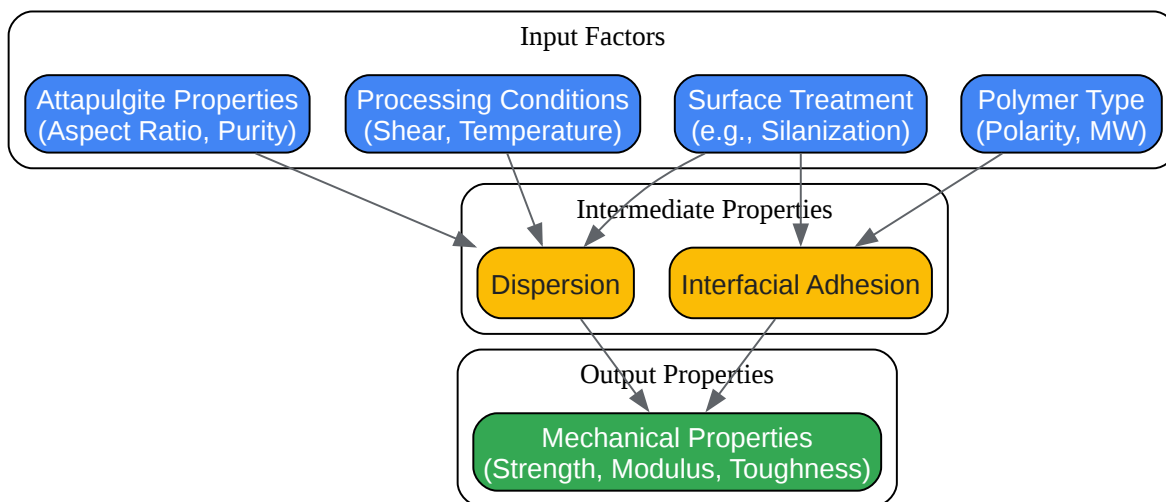 Input Factors
Attapulgite Properties
(Aspect Ratio, Purity)
Processing Conditions
(Shear, Temperature)
Surface Treatment
(e.g., Silanization)
Polymer Type
(Polarity, MW)
Intermediate Properties
Dispersion
Interfacial Adhesion
Output Properties
Mechanical Properties
(Strength, Modulus, Toughness)